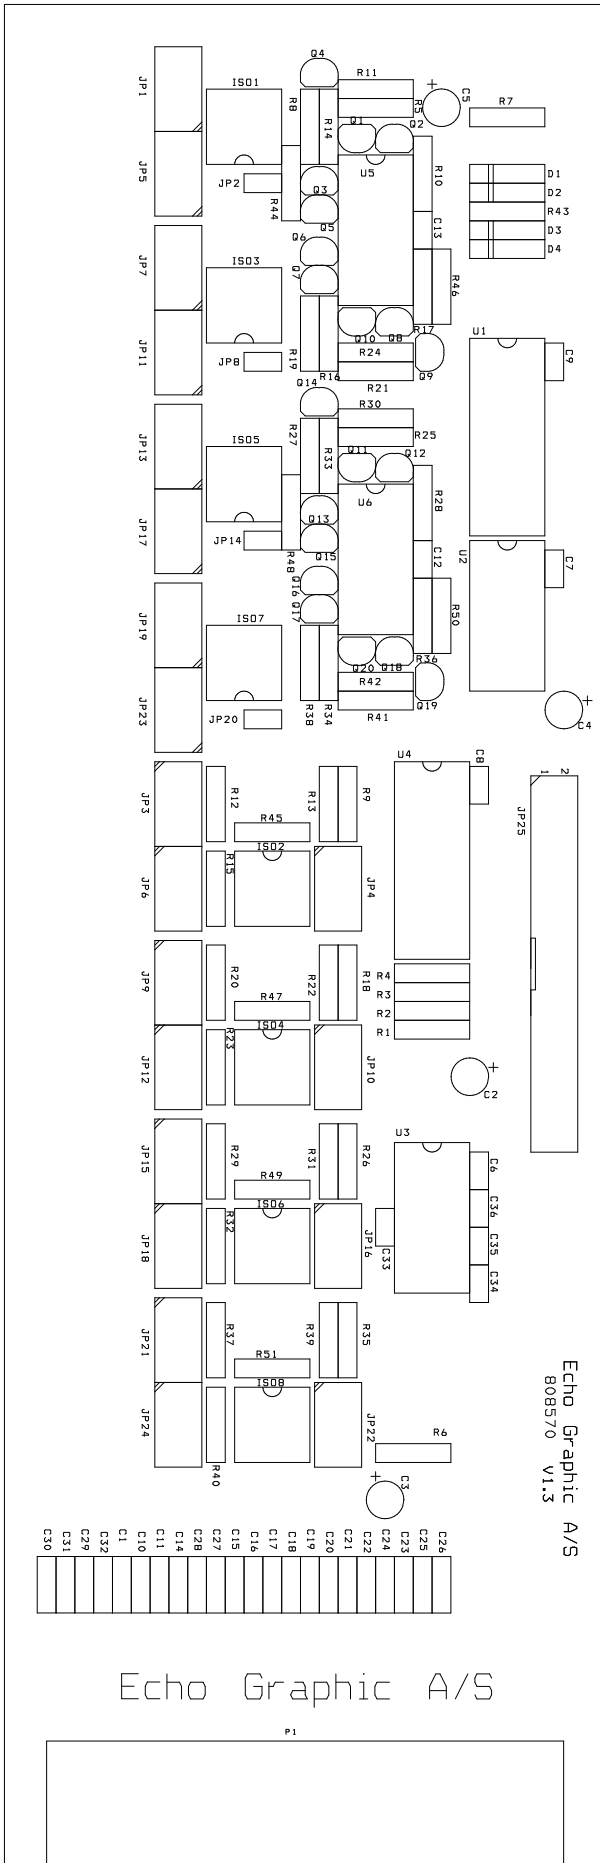 Q4
JP1
ISO1
R11
C5
R7
R8
R5
R14
Q1
Q2
JP5
JP2
U5
R10
D1
D2
R43
D3
D4
R44
Q3
Q5
C13
Q6
JP7
ISO3
Q7
R46
U1
Q10
Q8
R17
C9
JP11
JP8
R19
R16
R24
R21
Q9
Q14
R30
JP13
ISO5
R27
R33
R25
Q11
Q12
U6
R28
JP17
JP14
R48
Q13
Q15
C12
U2
C7
Q16
JP19
ISO7
Q17
R50
Q20
Q18
R36
R42
JP23
JP20
R38
R34
R41
Q19
C4
U4
C8
JP3
R12
R13
R9
1
2
JP25
R45
ISO2
R15
JP6
JP4
JP9
R20
R22
R18
R4
R3
R2
R1
R47
ISO4
R23
JP12
JP10
C2
U3
JP15
R29
R31
R26
C6
R49
ISO6
R32
C36
JP18
JP16
C33
C35
C34
JP21
R37
R39
R35
R51
ISO8
JP24
R40
JP22
R6
C3
Echo Graphic A/S
808570 V1.3
C30
C31
C29
C32
C1
C10
C11
C14
C28
C27
C15
C16
C17
C18
C19
C20
C21
C22
C24
C23
C25
C26
Echo Graphic A/S
P1